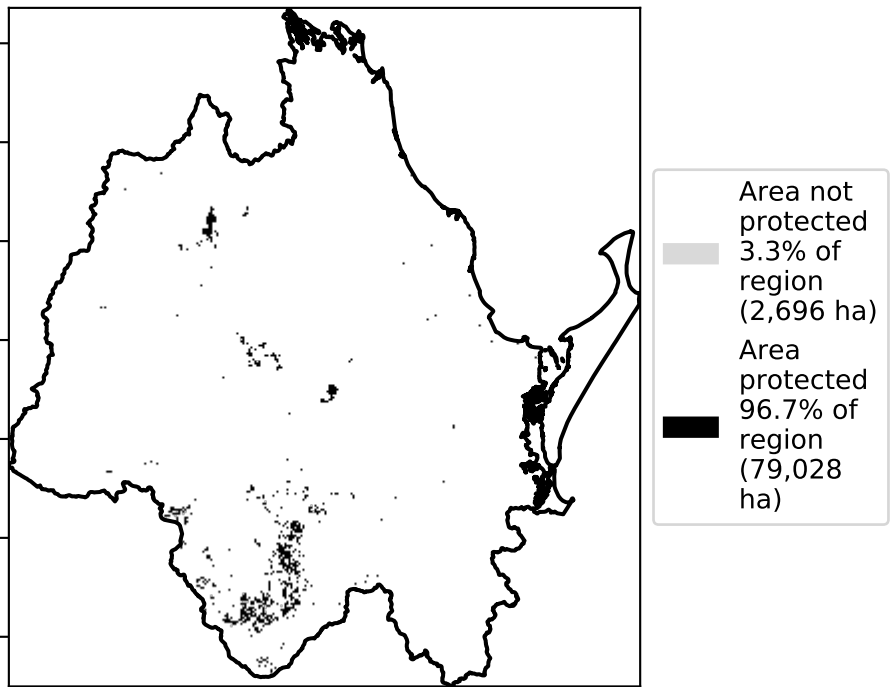 Area not
protected
3.3% of
region
(2,696 ha)
Area
protected
96.7% of
region
(79,028
ha)